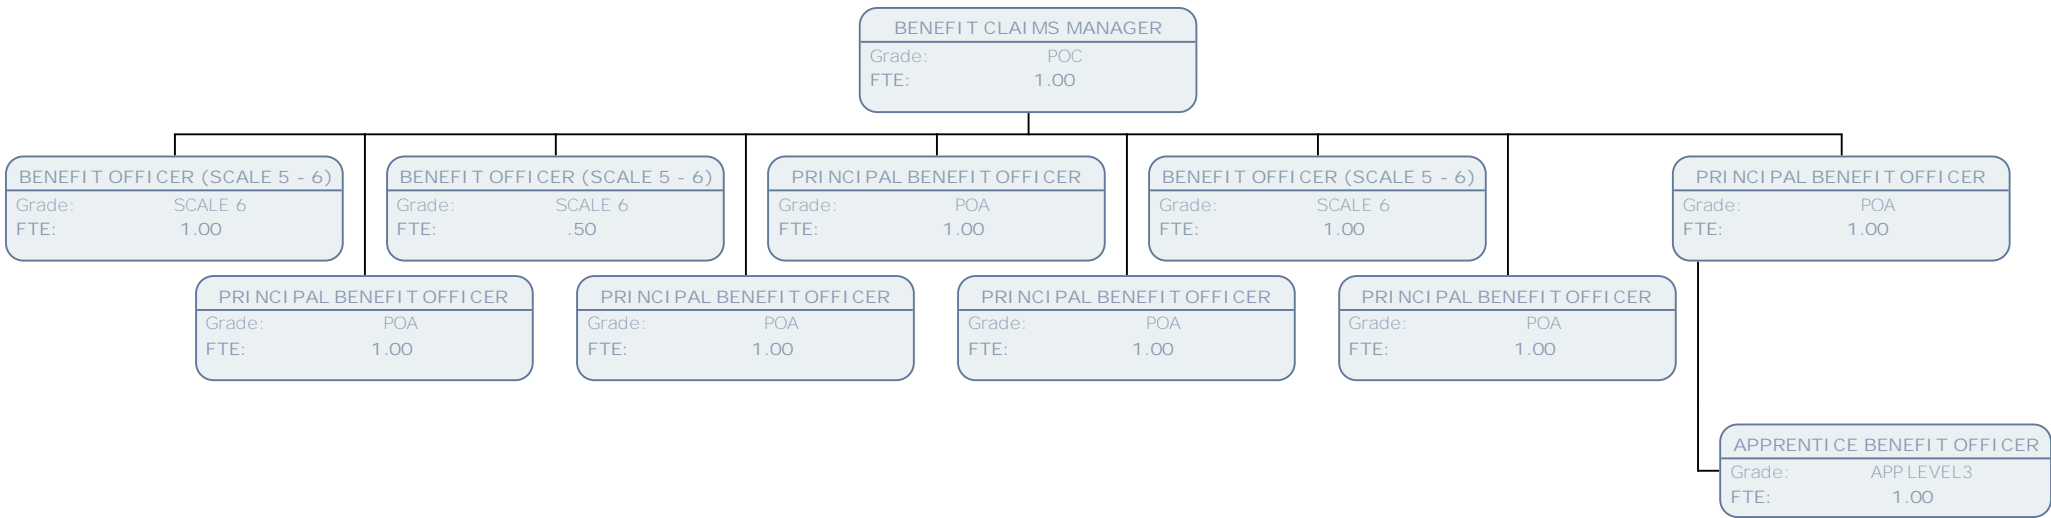 BENEFIT CLAIMS MANAGER
Grade: POC
FTE: 1.00
BENEFIT OFFICER (SCALE 5 - 6)
Grade: SCALE 6
FTE: 1.00
BENEFIT OFFICER (SCALE 5 - 6)
Grade: SCALE 6
FTE: .50
PRINCIPAL BENEFIT OFFICER
Grade: POA
FTE: 1.00
BENEFIT OFFICER (SCALE 5 - 6)
Grade: SCALE 6
FTE: 1.00
PRINCIPAL BENEFIT OFFICER
Grade: POA
FTE: 1.00
PRINCIPAL BENEFIT OFFICER
Grade: POA
FTE: 1.00
PRINCIPAL BENEFIT OFFICER
Grade: POA
FTE: 1.00
PRINCIPAL BENEFIT OFFICER
Grade: POA
FTE: 1.00
PRINCIPAL BENEFIT OFFICER
Grade: POA
FTE: 1.00
APPRENTICE BENEFIT OFFICER
Grade: APP LEVEL3
FTE: 1.00